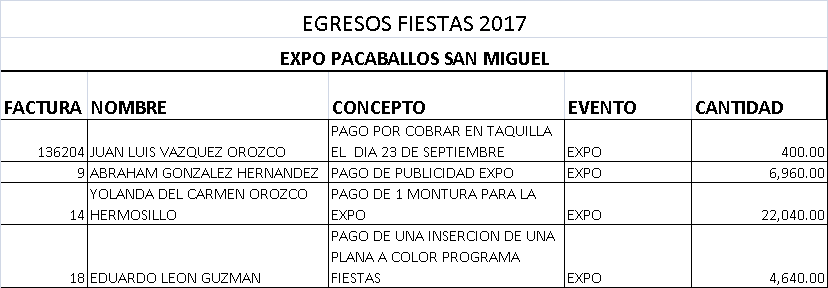 EGRESOS FIESTAS 2017
EXPO PACABALLOS SAN MIGUEL
FACTURA NOMBRE CONCEPTO EVENTO CANTIDAD
PAGO POR COBRAR EN TAQUILLA
136204 JUAN LUIS VAZQUEZ OROZCO EL DIA 23 DE SEPTIEMBRE EXPO 400.00
9 ABRAHAM GONZALEZ HERNANDEZ PAGO DE PUBLICIDAD EXPO EXPO 6,960.00
YOLANDA DEL CARMEN OROZCO PAGO DE 1 MONTURA PARA LA
14 HERMOSILLO EXPO EXPO 22,040.00
PAGO DE UNA INSERCION DE UNA
PLANA A COLOR PROGRAMA
18 EDUARDO LEON GUZMAN FIESTAS EXPO 4,640.00